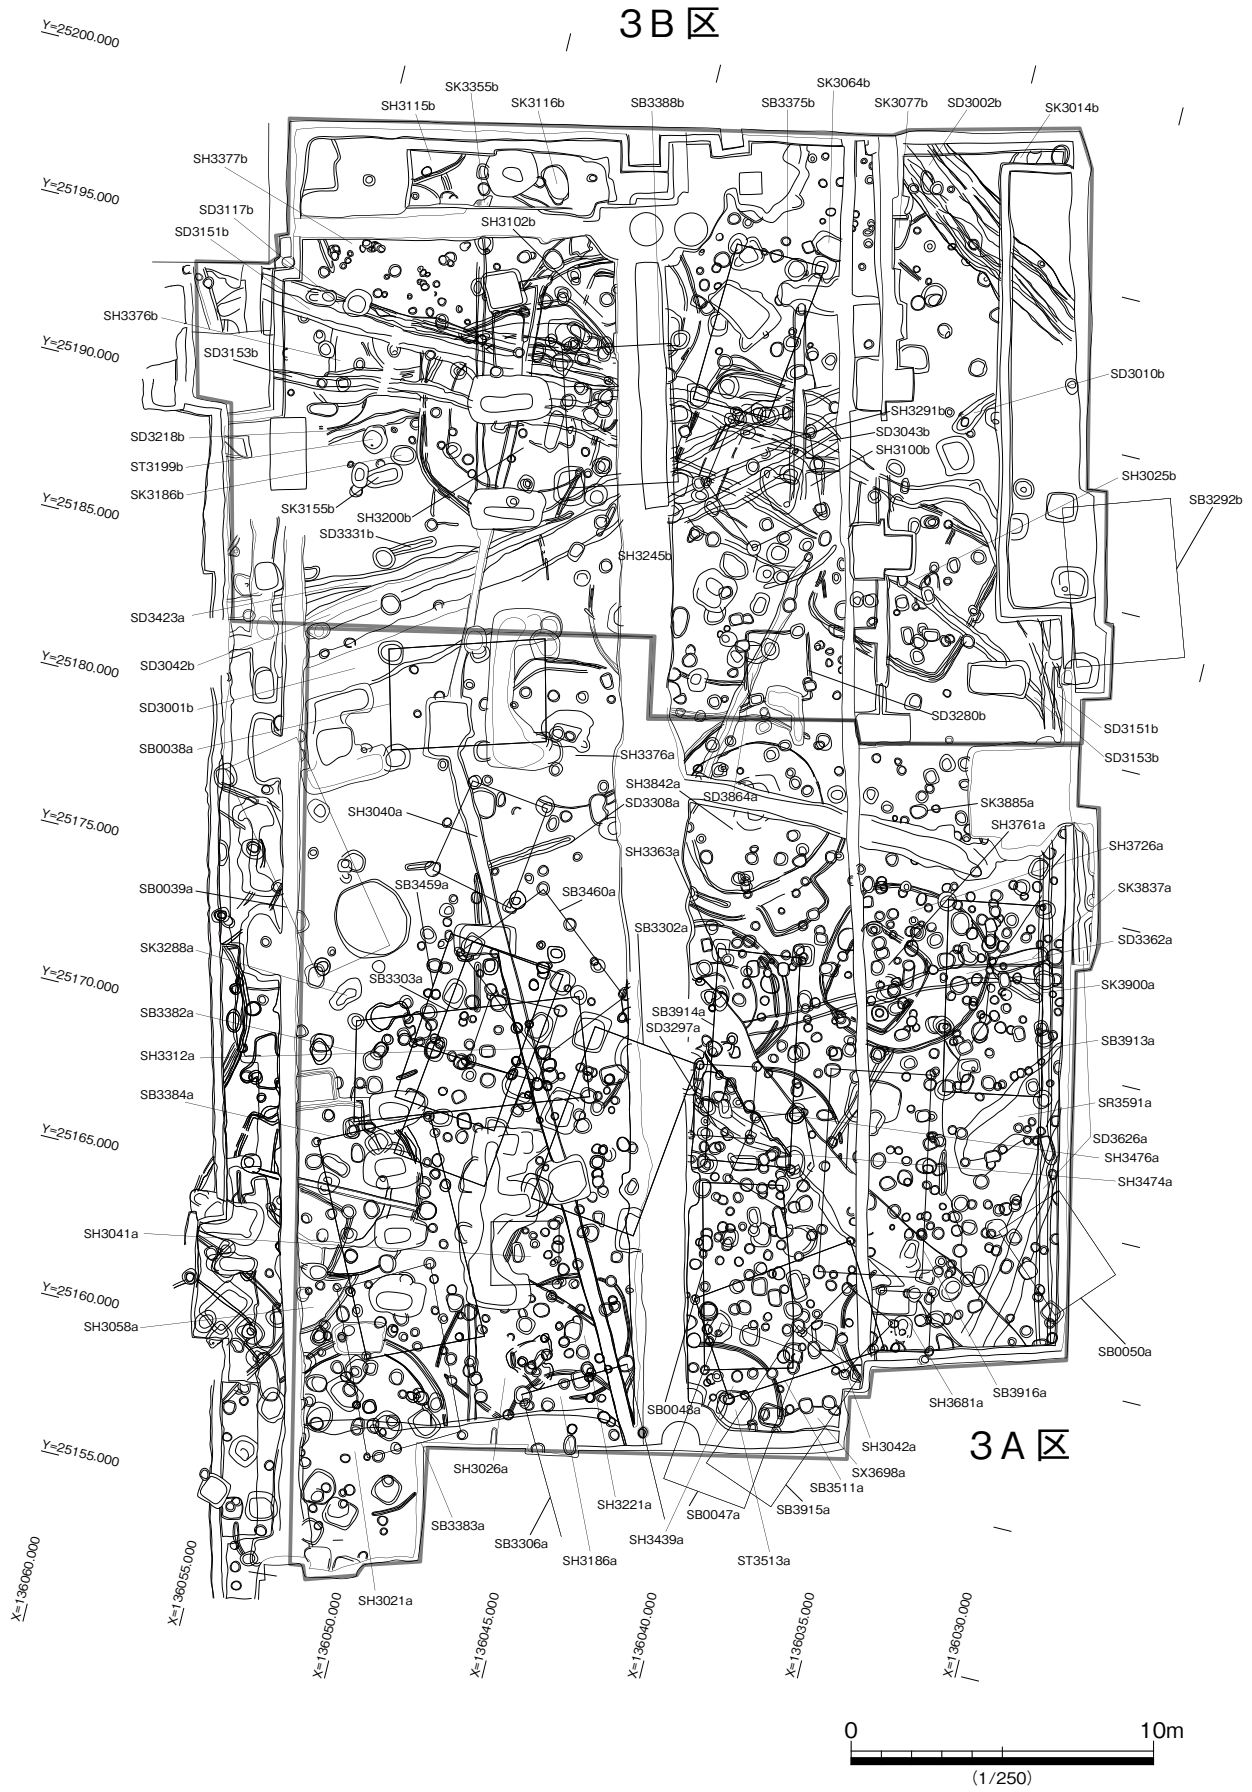 3B区
Y=25200.000
SK3355b
SK3064b
SH3115b
SK3116b
SB3388b
SB3375b
SK3077b
SD3002b
SK3014b
SH3377b
Y=25195.000
SD3117b
SH3102b
SD3151b
SH3376b
Y=25190.000
SD3153b
SD3010b
SH3291b
SD3043b
SD3218b
SH3100b
ST3199b
SH3025b
SK3186b
SB3292b
Y=25185.000
SK3155b
SH3200b
SD3331b
SH3245b
SD3423a
Y=25180.000
SD3042b
SD3001b
SD3280b
SD3151b
SB0038a
SH3376a
SD3153b
SH3842a
SD3864a
SD3308a
SK3885a
SH3040a
Y=25175.000
SH3761a
SH3363a
SH3726a
SB0039a
SB3459a
SB3460a
SK3837a
SB3302a
SD3362a
SK3288a
Y=25170.000
SB3303a
SK3900a
SB3382a
SB3914a
SD3297a
SB3913a
SH3312a
SB3384a
SR3591a
Y=25165.000
SD3626a
SH3476a
SH3474a
SH3041a
Y=25160.000
SH3058a
SB0050a
SB3916a
SB0048a
SH3681a
3A区
Y=25155.000
SH3042a
SH3026a
SX3698a
SB3511a
SH3221a
SB3915a
SB0047a
SB3383a
SH3439a
SB3306a
SH3186a
ST3513a
SH3021a
X=136060.000
X=136055.000
X=136050.000
X=136045.000
X=136040.000
X=136035.000
X=136030.000
0 10m
(1/250)